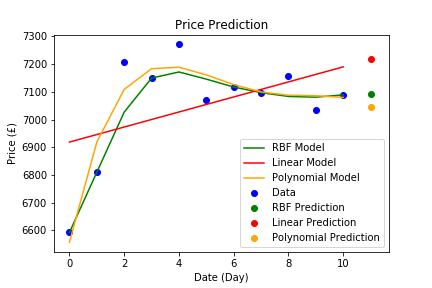 Price Prediction
Price (£)
7300
7200
7100
7000
6900
6800
6700
6600
0
2
4
6
8
10
Date (Day)
RBF Model
Linear Model
Polynomial Model
Data
RBF Prediction
Linear Prediction
Polynomial Prediction